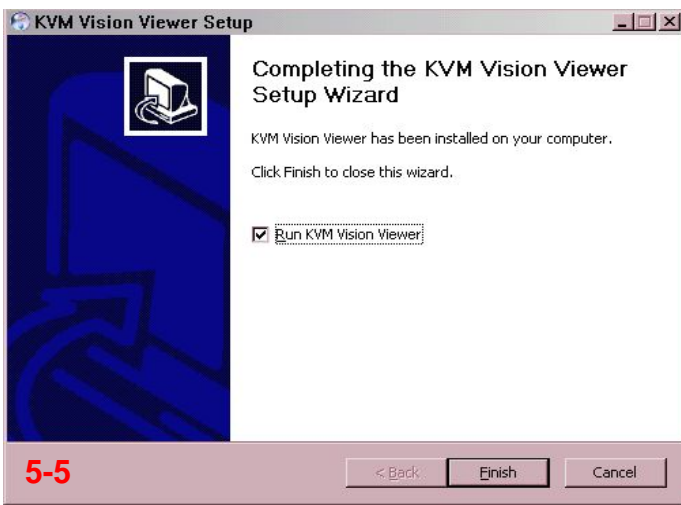 KVM Vision Viewer Setup
Completing the KVM Vision Viewer
Setup Wizard
KVM Vision Viewer has been installed on your computer.
Click Finish to close this wizard.
Run KVM Vision Viewer
5-5
< Back
Finish
Cancel